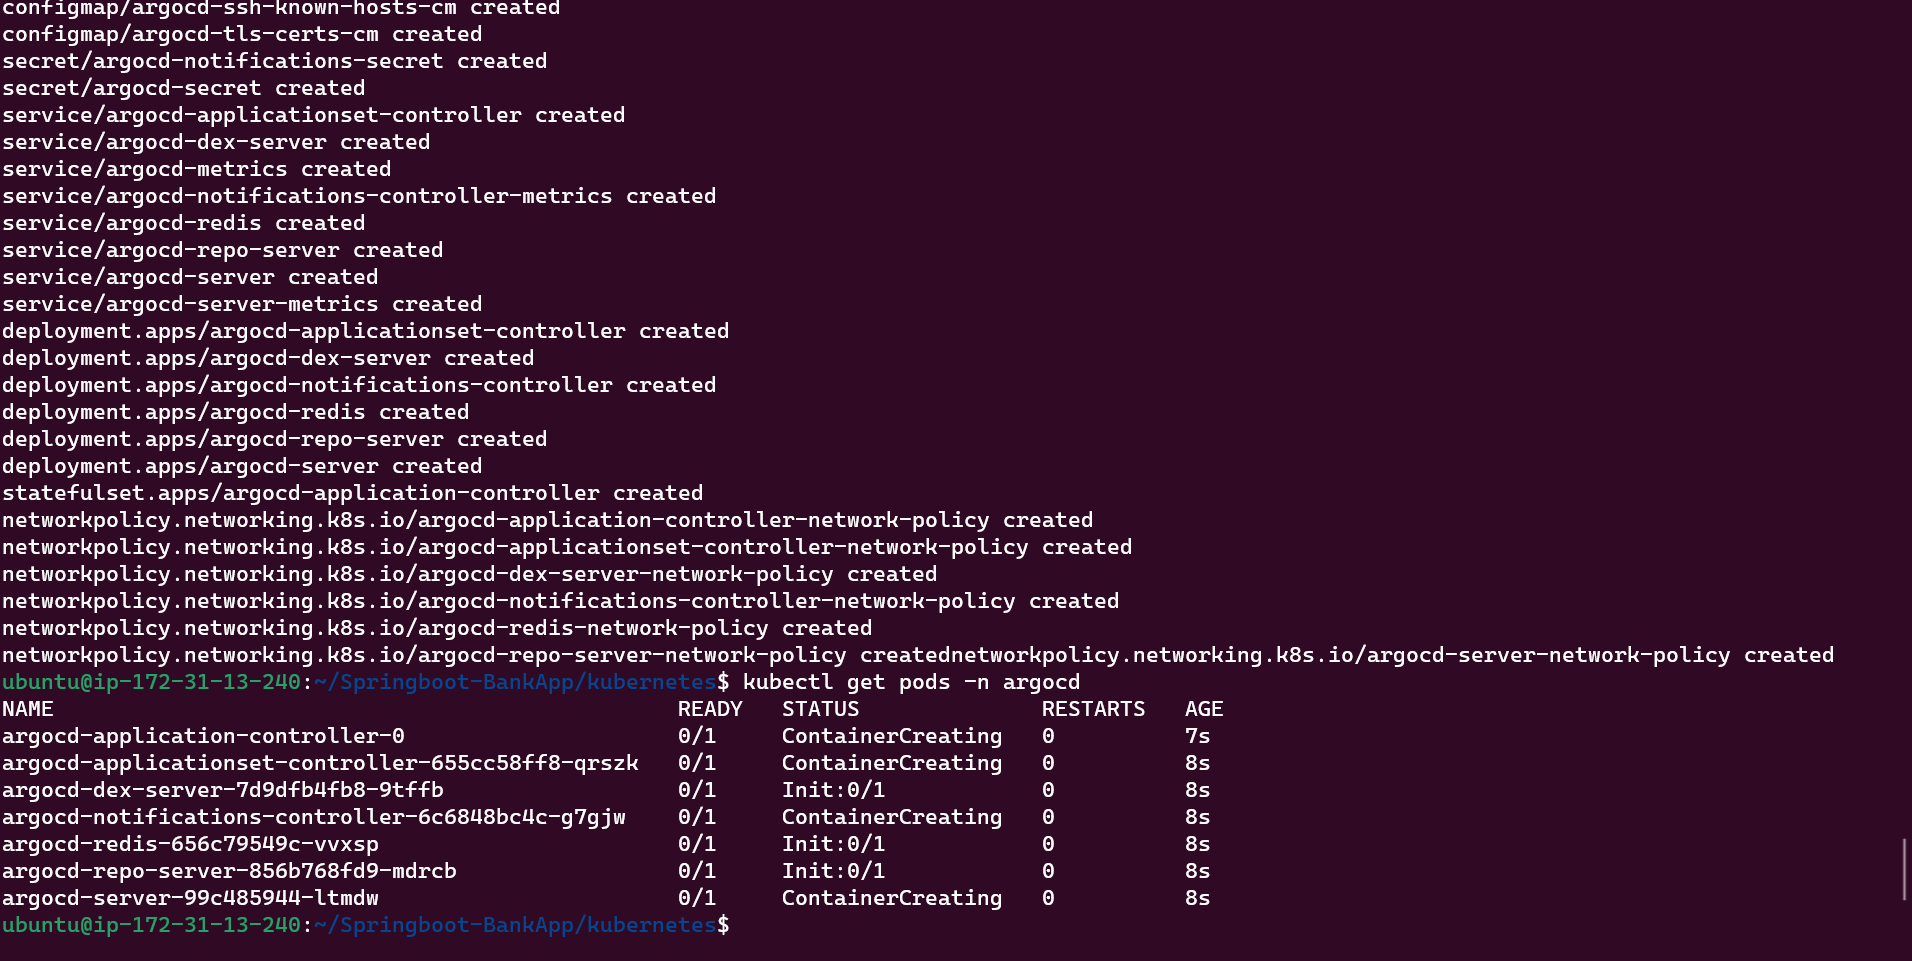 configmap/argocd-ssh-known-hosts-cm created
configmap/argocd-tls-certs-cm created
secret/argocd-notifications-secret created
secret/argocd-secret created
service/argocd-applicationset-controller created
service/argocd-dex-server created
service/argocd-metrics created
service/argocd-notifications-controller-metrics created
service/argocd-redis created
service/argocd-repo-server created
service/argocd-server created
service/argocd-server-metrics created
deployment.apps/argocd-applicationset-controller created
deployment.apps/argocd-dex-server created
deployment.apps/argocd-notifications-controller created
deployment.apps/argocd-redis created
deployment.apps/argocd-repo-server created
deployment.apps/argocd-server created
statefulset.apps/argocd-application-controller created
networkpolicy.networking.k8s.io/argocd-application-controller-network-policy created
networkpolicy.networking.k8s.io/argocd-applicationset-controller-network-policy created
networkpolicy.networking.k8s.io/argocd-dex-server-network-policy created
networkpolicy.networking.k8s.io/argocd-notifications-controller-network-policy created
networkpolicy.networking.k8s.io/argocd-redis-network-policy created
networkpolicy.networking.k8s.io/argocd-repo-server-network-policy creatednetworkpolicy.networking.k8s.io/argocd-server-network-policy created
ubuntu@ip-172-31-13-240:~/Springboot-BankApp/kubernetes$ kubectl get pods -n argocd
NAME READY STATUS RESTARTS AGE
argocd-application-controller-0 0/1 ContainerCreating 0 7s
argocd-applicationset-controller-655cc58ff8-qrszk 0/1 ContainerCreating 0 8s
argocd-dex-server-7d9dfb4fb8-9tffb 0/1 Init:0/1 0 8s
argocd-notifications-controller-6c6848bc4c-g7gjw 0/1 ContainerCreating 0 8s
argocd-redis-656c79549c-vvxsp 0/1 Init:0/1 0 8s
argocd-repo-server-856b768fd9-mdrcb 0/1 Init:0/1 0 8s
argocd-server-99c485944-ltmdw 0/1 ContainerCreating 0 8s
ubuntu@ip-172-31-13-240:~/Springboot-BankApp/kubernetes$